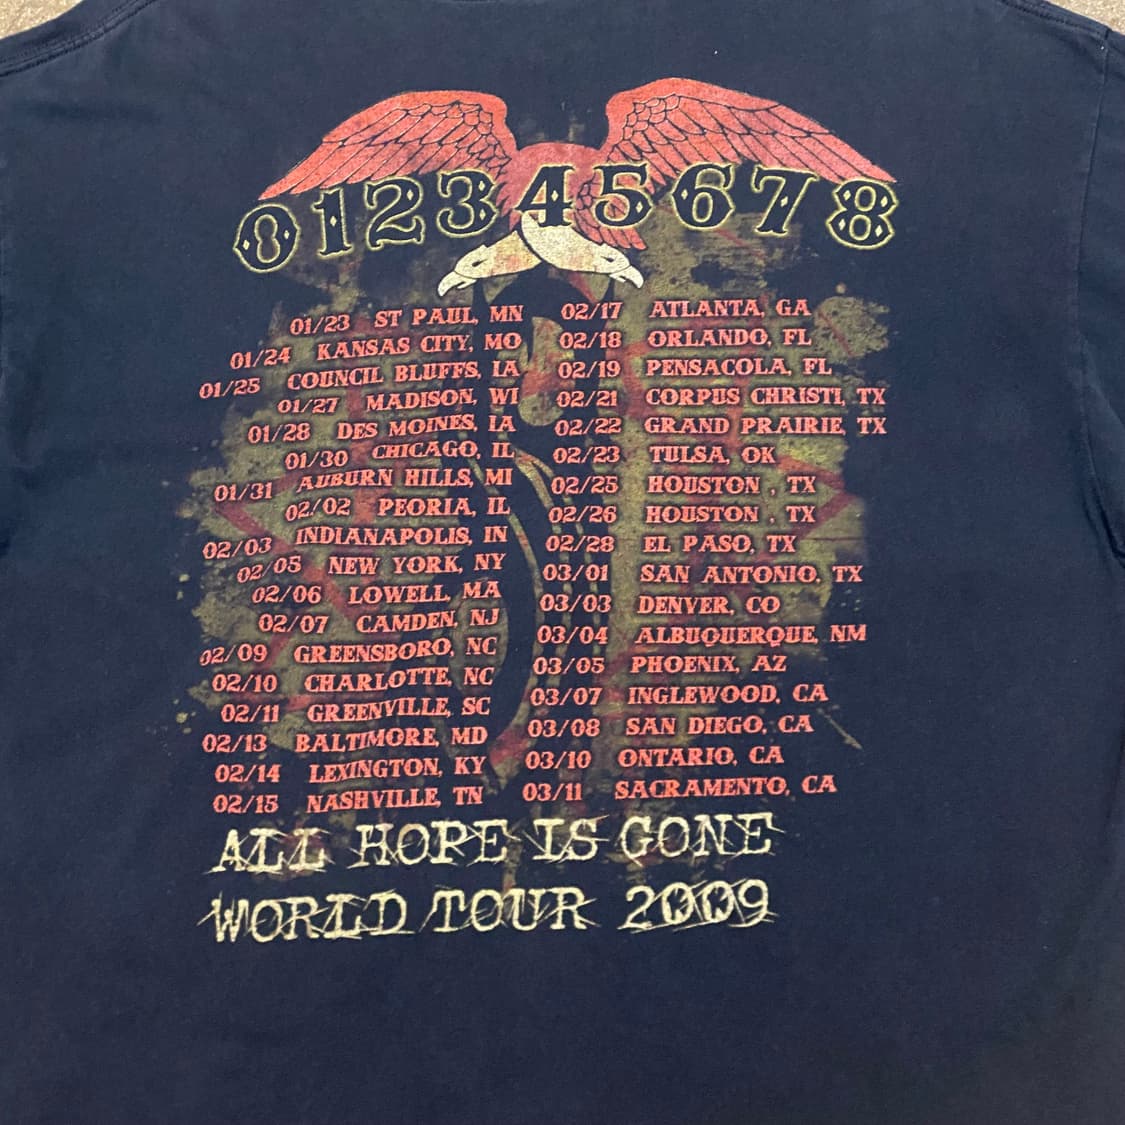 012345678
01/23 ST PAUL, MN
01/24 KANSAS CITY, MO
01/25 COUNCIL BLUFFS, IA
01/27 MADISON, WI
01/28 DES MOINES, IA
01/30 CHICAGO, IL
01/31 AUBURN HILLS, MI
02/02 PEORIA, IL
02/03 INDIANAPOLIS, IN
02/05 NEW YORK, NY
02/06 LOWELL, MA
02/07 CAMDEN, NJ
02/09 GREENSBORO, NC
02/10 CHARLOTTE, NC
02/11 GREENVILLE, SC
02/13 BALTIMORE, MD
02/14 LEXINGTON, KY
02/15 NASHVILLE, TN
02/17 ATLANTA, GA
02/18 ORLANDO, FL
02/19 PENSACOLA, FL
02/21 CORPUS CHRISTI, TX
02/22 GRAND PRAIRIE, TX
02/23 TULSA, OK
02/25 HOUSTON , TX
02/26 HOUSTON , TX
02/28 EL PASO, TX
03/01 SAN ANTONIO, TX
03/03 DENVER, CO
03/04 ALBUQUERQUE, NM
03/05 PHOENIX, AZ
03/07 INGLEWOOD, CA
03/08 SAN DIEGO, CA
03/10 ONTARIO, CA
03/11 SACRAMENTO, CA
ALL HOPE IS GONE
WORLD TOUR 2009